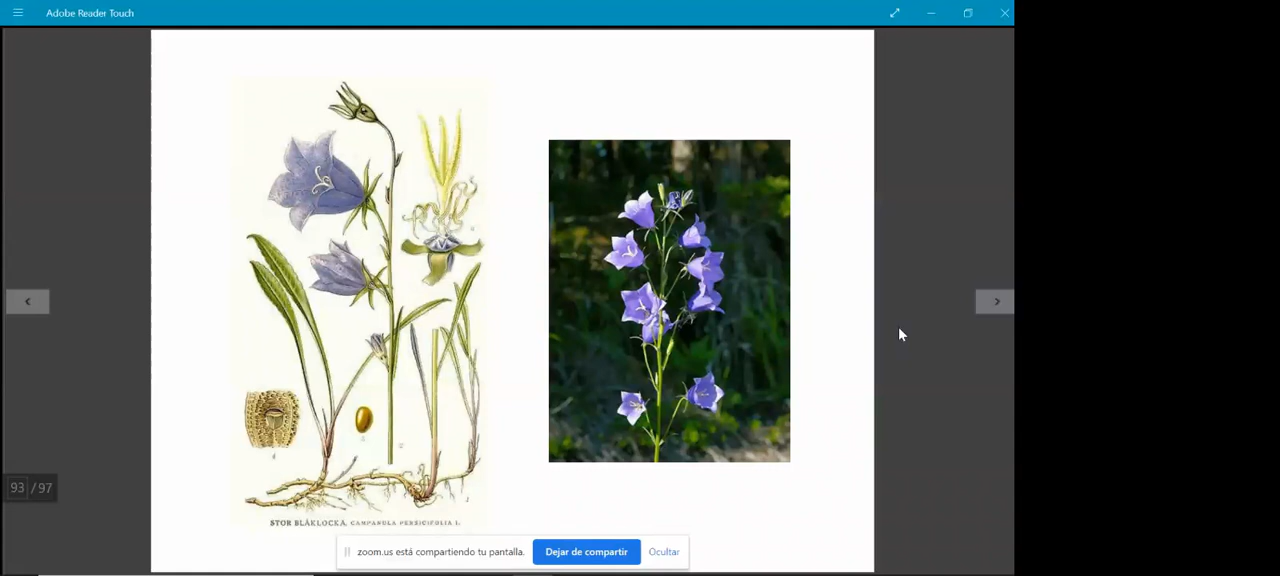 Adobe Reader Touch
93 / 97
STOR BLÅKLOCKA, CAMPANULA PERSICIFOLIA L.
zoom.us está compartiendo tu pantalla. Dejar de compartir Ocultar